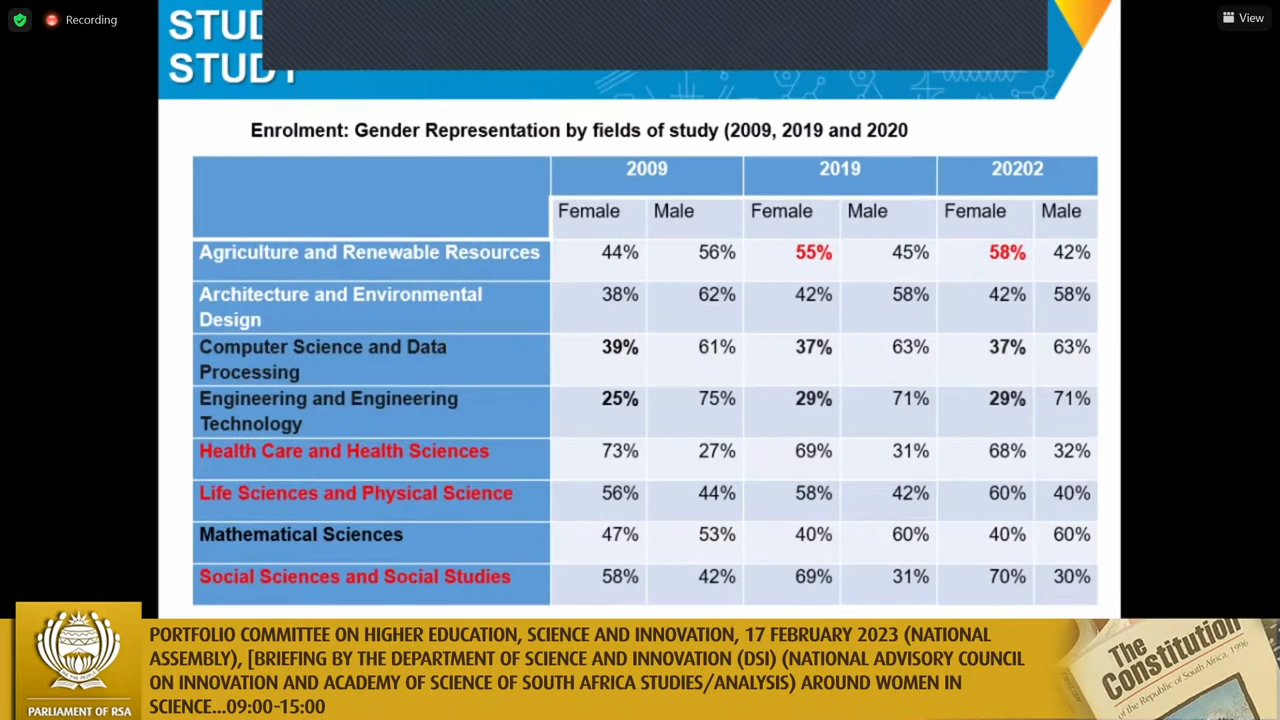 Recording
View
STUD
STUDY
Enrolment: Gender Representation by fields of study (2009, 2019 and 2020
2009 2019 20202
Female Male Female Male Female Male
Agriculture and Renewable Resources 44% 56% 55% 45% 58% 42%
Architecture and Environmental
Design 38% 62% 42% 58% 42% 58%
Computer Science and Data
Processing 39% 61% 37% 63% 37% 63%
Engineering and Engineering
Technology 25% 75% 29% 71% 29% 71%
Health Care and Health Sciences 73% 27% 69% 31% 68% 32%
Life Sciences and Physical Science 56% 44% 58% 42% 60% 40%
Mathematical Sciences 47% 53% 40% 60% 40% 60%
Social Sciences and Social Studies 58% 42% 69% 31% 70% 30%
PARLIAMENT OF RSA
PORTFOLIO COMMITTEE ON HIGHER EDUCATION, SCIENCE AND INNOVATION, 17 FEBRUARY 2023 (NATIONAL
ASSEMBLY), [BRIEFING BY THE DEPARTMENT OF SCIENCE AND INNOVATION (DSI) (NATIONAL ADVISORY COUNCIL
ON INNOVATION AND ACADEMY OF SCIENCE OF SOUTH AFRICA STUDIES/ANALYSIS) AROUND WOMEN IN
SCIENCE...09:00-15:00
The
Constitution
of the Republic of South Africa, 1996